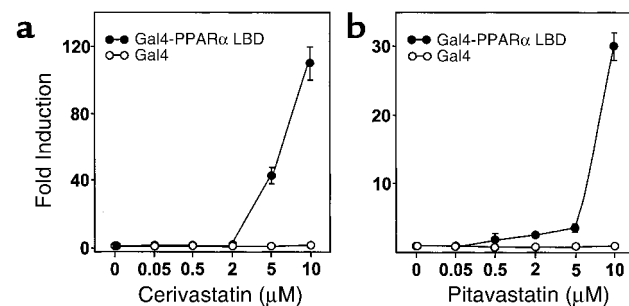 a
Gal4-PPARα LBD
Gal4
Fold Induction
120
80
40
0
0 0.05 0.5 2 5 10
Cerivastatin (μM)
b
Gal4-PPARα LBD
Gal4
30
20
10
0 0.05 0.5 2 5 10
Pitavastatin (μM)